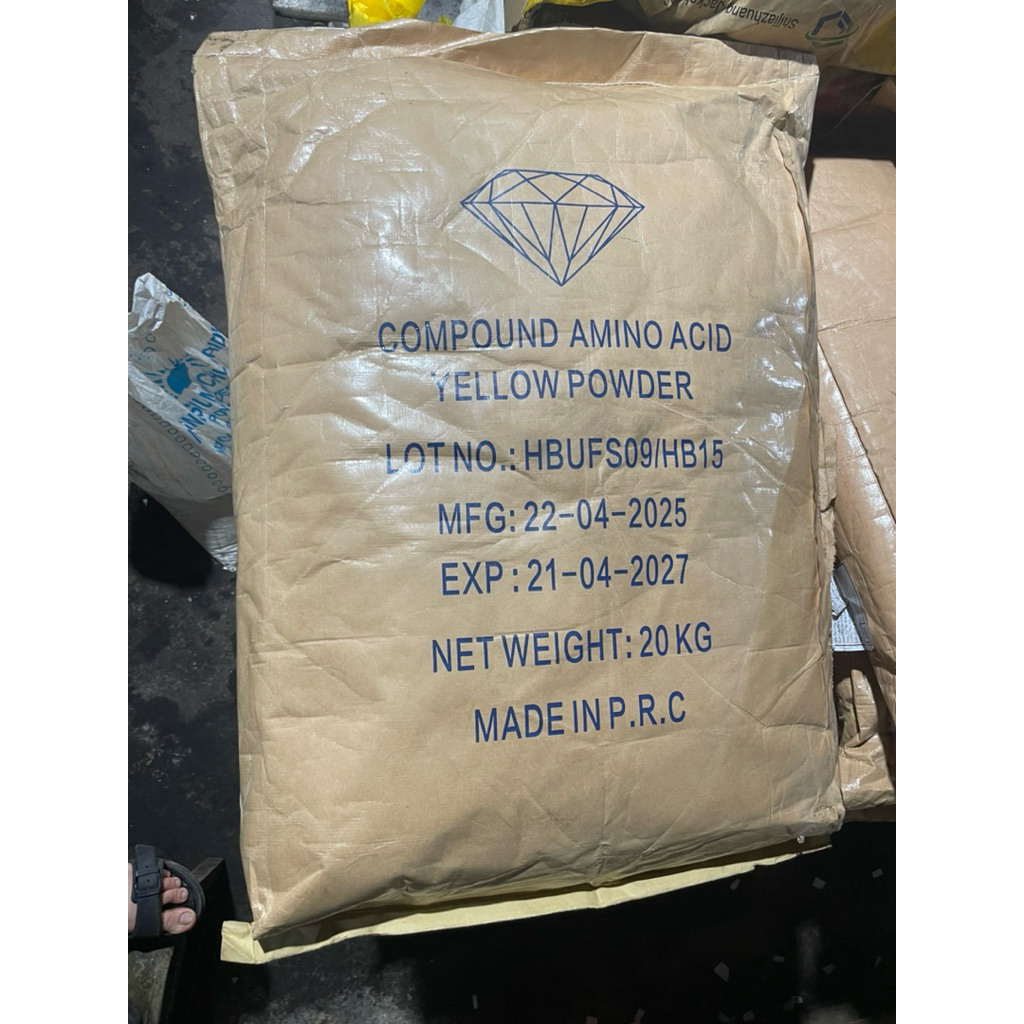 Shijiazhuang
COMPOUND AMINO ACID
YELLOW POWDER
LOT NO.: HBUFS09/HB15
MFG: 22-04-2025
EXP: 21-04-2027
NET WEIGHT: 20 KG
MADE IN P.R.C